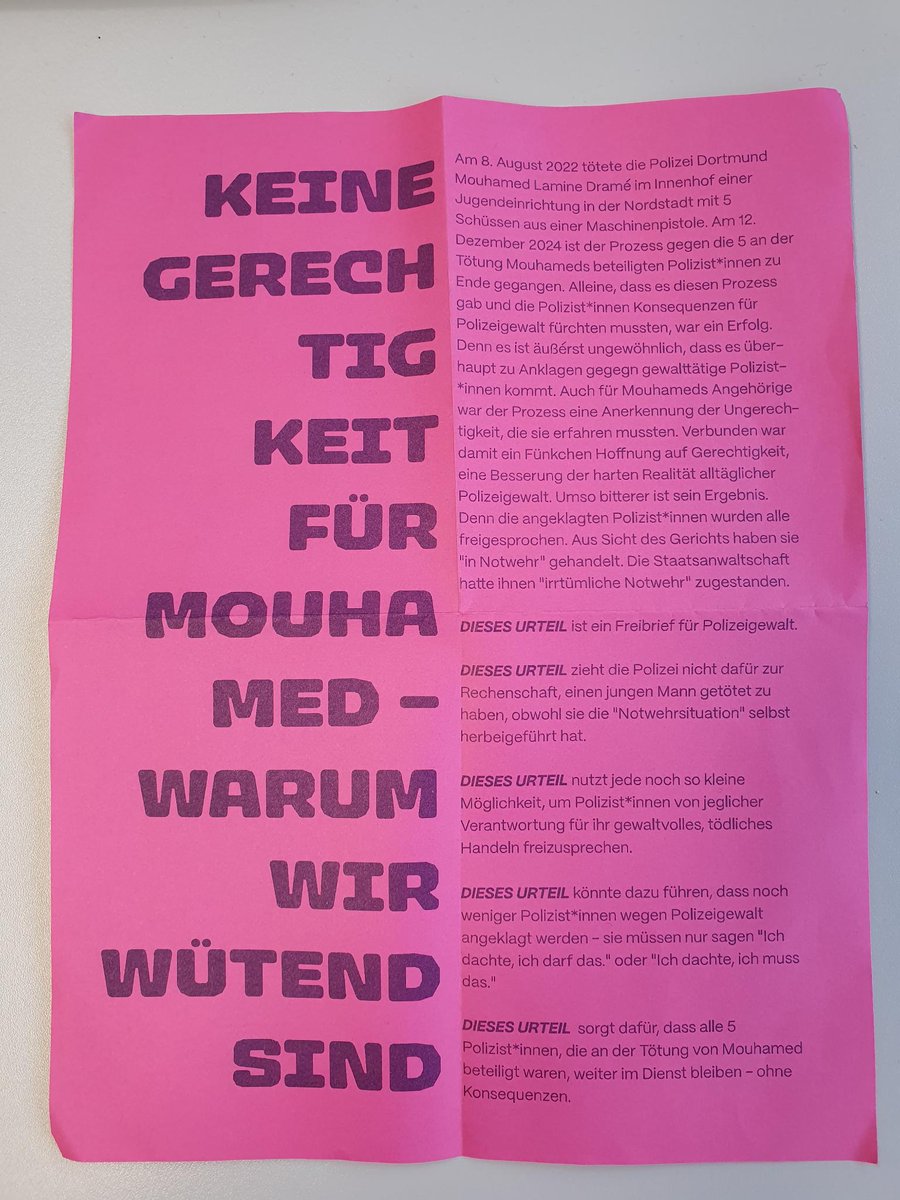 KEINE
GERECH
TIG
KEIT
FÜR
MOUHA
MED –
WARUM
WIR
WÜTEND
SIND
Am 8. August 2022 tötete die Polizei Dortmund
Mouhamed Lamine Dramé im Innenhof einer
Jugendeinrichtung in der Nordstadt mit 5
Schüssen aus einer Maschinenpistole. Am 12.
Dezember 2024 ist der Prozess gegen die 5 an der
Tötung Mouhameds beteiligten Polizist*innen zu
Ende gegangen. Alleine, dass es diesen Prozess
gab und die Polizist*innen Konsequenzen für
Polizeigewalt fürchten mussten, war ein Erfolg.
Denn es ist äußérst ungewöhnlich, dass es über-
haupt zu Anklagen gegegn gewalttätige Polizist-
*innen kommt. Auch für Mouhameds Angehörige
war der Prozess eine Anerkennung der Ungerech-
tigkeit, die sie erfahren mussten. Verbunden war
damit ein Fünkchen Hoffnung auf Gerechtigkeit,
eine Besserung der harten Realität alltäglicher
Polizeigewalt. Umso bitterer ist sein Ergebnis.
Denn die angeklagten Polizist*innen wurden alle
freigesprochen. Aus Sicht des Gerichts haben sie
"in Notwehr" gehandelt. Die Staatsanwaltschaft
hatte ihnen "irrtümliche Notwehr" zugestanden.
DIESES URTEIL ist ein Freibrief für Polizeigewalt.
DIESES URTEIL zieht die Polizei nicht dafür zur
Rechenschaft, einen jungen Mann getötet zu
haben, obwohl sie die "Notwehrsituation" selbst
herbeigeführt hat.
DIESES URTEIL nutzt jede noch so kleine
Möglichkeit, um Polizist*innen von jeglicher
Verantwortung für ihr gewaltvolles, tödliches
Handeln freizusprechen.
DIESES URTEIL könnte dazu führen, dass noch
weniger Polizist*innen wegen Polizeigewalt
angeklagt werden – sie müssen nur sagen "Ich
dachte, ich darf das." oder "Ich dachte, ich muss
das."
DIESES URTEIL sorgt dafür, dass alle 5
Polizist*innen, die an der Tötung von Mouhamed
beteiligt waren, weiter im Dienst bleiben – ohne
Konsequenzen.